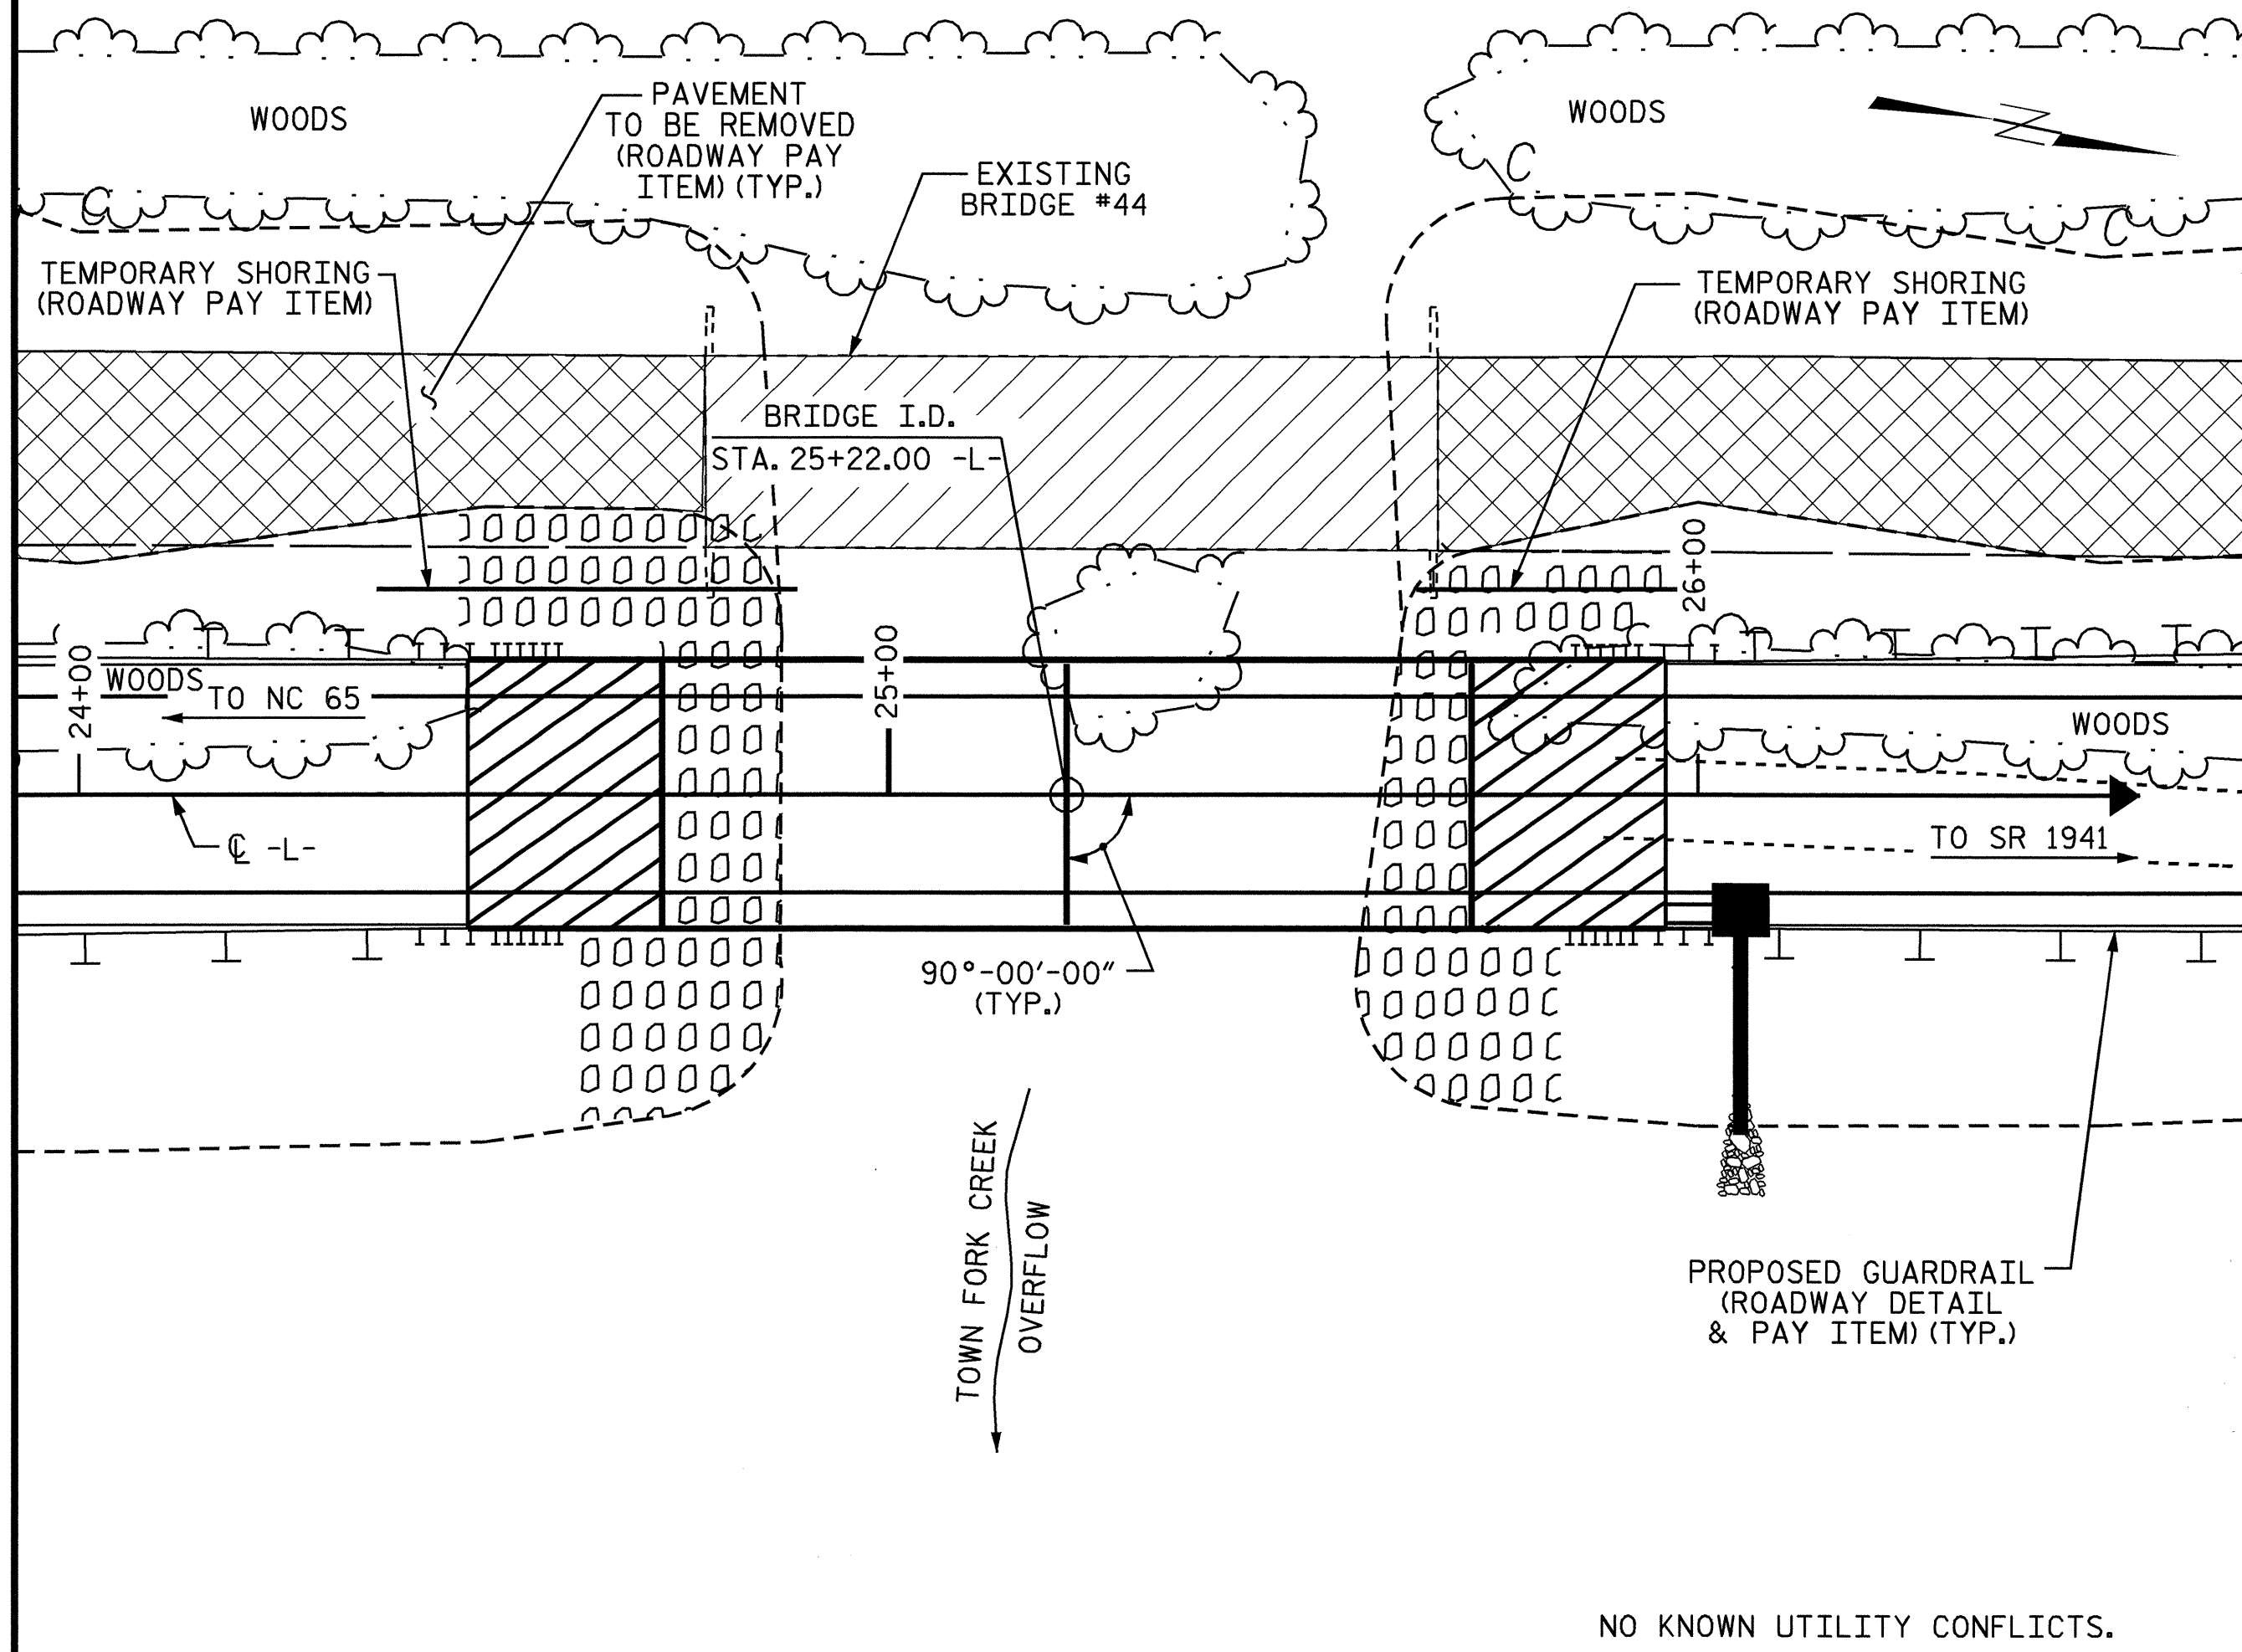 WOODS
PAVEMENT
TO BE REMOVED
(ROADWAY PAY
ITEM) (TYP.)
EXISTING
BRIDGE #44
WOODS
C
C
C
TEMPORARY SHORING
(ROADWAY PAY ITEM)
TEMPORARY SHORING
(ROADWAY PAY ITEM)
BRIDGE I.D.
STA. 25+22.00 -L-
26+00
24+00
WOODS
TO NC 65
25+00
WOODS
℄ -L-
TO SR 1941
90°-00'-00"
(TYP.)
TOWN FORK CREEK
OVERFLOW
PROPOSED GUARDRAIL
(ROADWAY DETAIL
& PAY ITEM) (TYP.)
NO KNOWN UTILITY CONFLICTS.